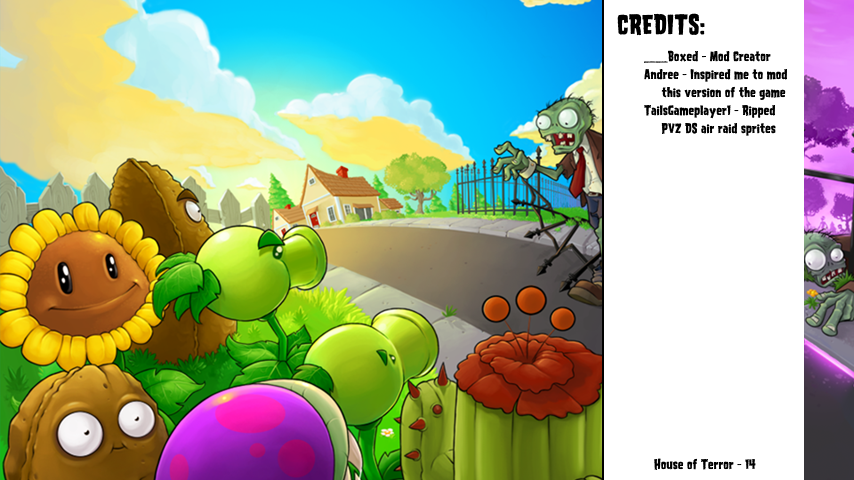 CREDITS:
___Boxed - Mod Creator
Andree - Inspired me to mod
this version of the game
TailsGameplayer1 - Ripped
PVZ DS air raid sprites
House of Terror - 14